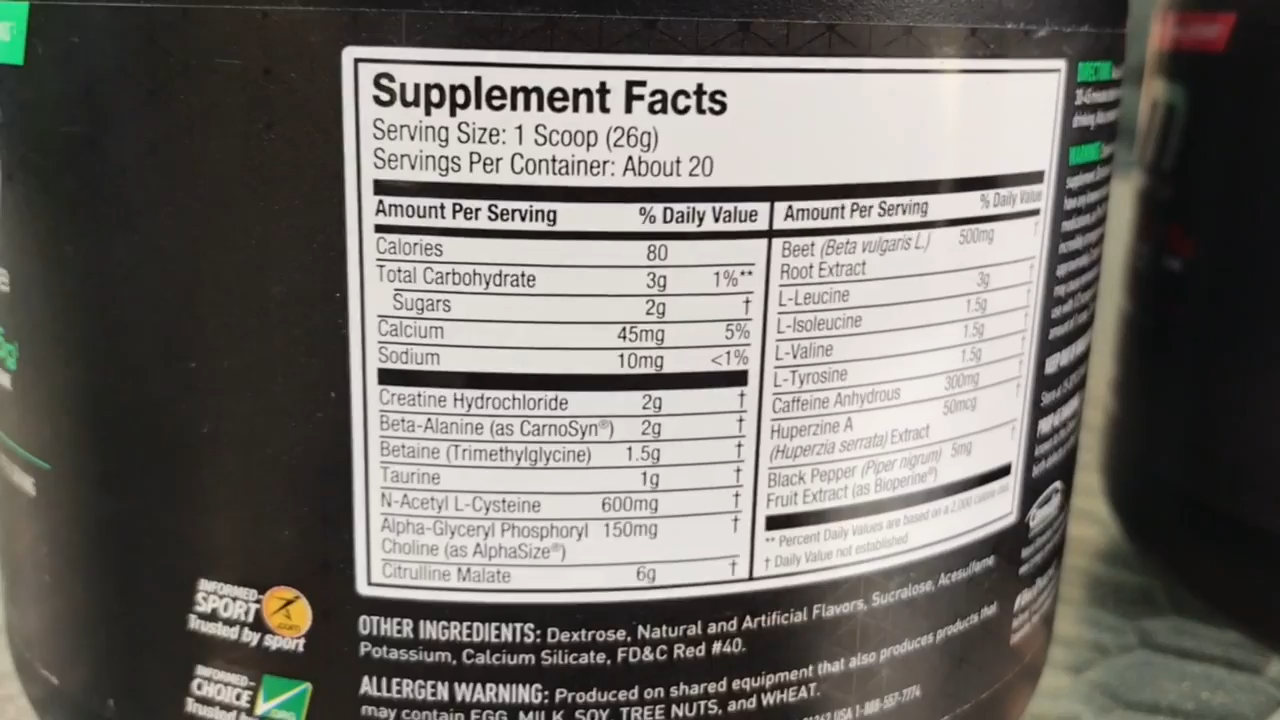 Supplement Facts
Serving Size: 1 Scoop (26g)
Servings Per Container: About 20
Amount Per Serving % Daily Value
Calories 80
Total Carbohydrate 3g 1%**
Sugars 2g †
Calcium 45mg 5%
Sodium 10mg <1%
Creatine Hydrochloride 2g †
Beta-Alanine (as CarnoSyn®) 2g †
Betaine (Trimethylglycine) 1.5g †
Taurine 1g †
N-Acetyl L-Cysteine 600mg †
Alpha-Glyceryl Phosphoryl 150mg †
Choline (as AlphaSize®)
Citrulline Malate 6g †
Amount Per Serving % Daily Value
Beet (Beta vulgaris L.) 500mg †
Root Extract
L-Leucine 3g †
L-Isoleucine 1.5g †
L-Valine 1.5g †
L-Tyrosine 1.5g †
Caffeine Anhydrous 300mg †
Huperzine A 50mcg †
(Huperzia serrata) Extract
Black Pepper (Piper nigrum) 5mg †
Fruit Extract (as Bioperine®)
** Percent Daily Values are based on a 2,000 calorie diet
† Daily Value not established
OTHER INGREDIENTS: Dextrose, Natural and Artificial Flavors, Sucralose, Acesulfame
Potassium, Calcium Silicate, FD&C Red #40.
ALLERGEN WARNING: Produced on shared equipment that also produces products that
may contain EGG, MILK, SOY, TREE NUTS, and WHEAT.
USA 1-888-557-7774
INFORMED-
SPORT
.com
Trusted by sport
INFORMED-
CHOICE
.org
Trusted